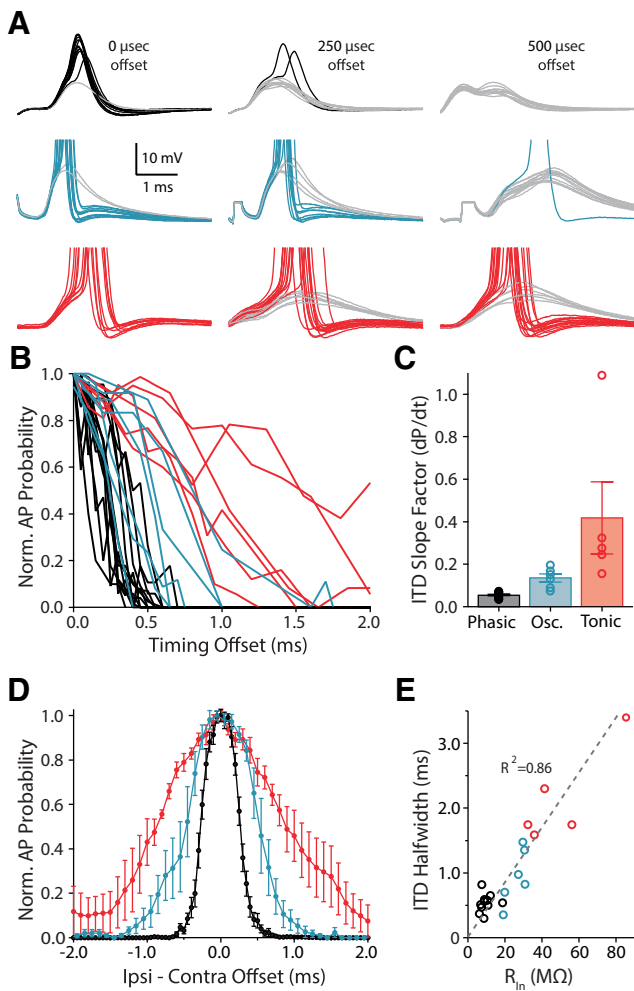 A
0 μsec
offset
250 μsec
offset
500 μsec
offset
10 mV
1 ms
B
Norm. AP Probability
1.0
0.8
0.6
0.4
0.2
0.0
0.0
0.5
1.0
1.5
2.0
Timing Offset (ms)
C
ITD Slope Factor (dP/dt)
1.0
0.8
0.6
0.4
0.2
0.0
Phasic
Osc.
Tonic
D
Norm. AP Probability
1.0
0.8
0.6
0.4
0.2
0.0
-2.0
-1.0
0.0
1.0
2.0
Ipsi - Contra Offset (ms)
E
ITD Halfwidth (ms)
3.0
2.0
1.0
0
R²=0.86
0
20
40
60
80
R_In (MΩ)